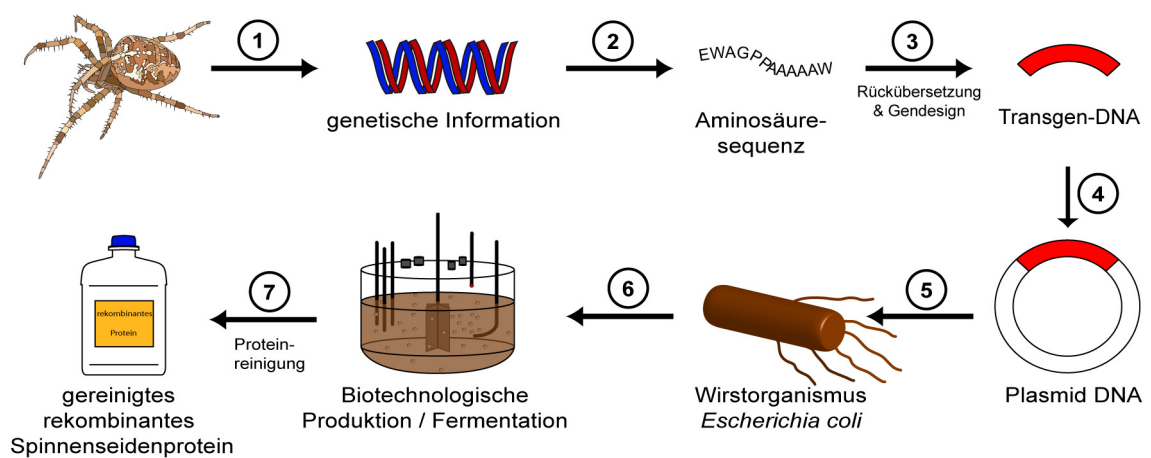 1
2
3
4
5
6
7
genetische Information
EWAGPPAAAAAW
Aminosäure-
sequenz
Rückübersetzung
& Gendesign
Transgen-DNA
Plasmid DNA
Wirstorganismus
Escherichia coli
Biotechnologische
Produktion / Fermentation
Protein-
reinigung
rekombinantes
Protein
gereinigtes
rekombinantes
Spinnenseidenprotein